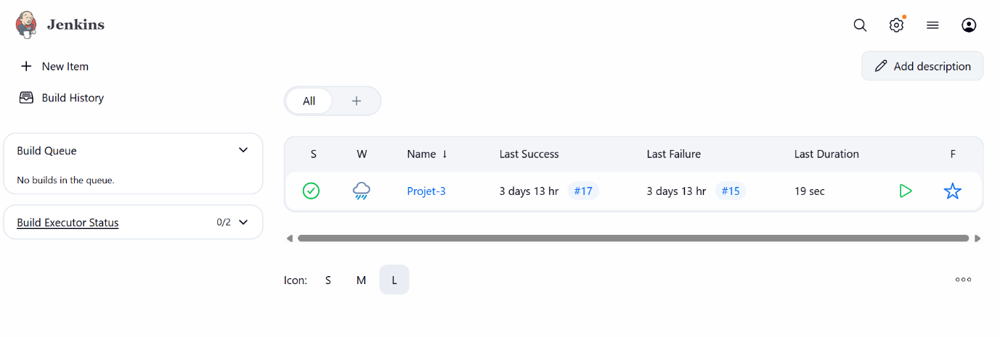 Jenkins
New Item
Add description
Build History
All +
Build Queue
No builds in the queue.
Build Executor Status 0/2
S W Name ↓ Last Success Last Failure Last Duration F
Projet-3 3 days 13 hr #17 3 days 13 hr #15 19 sec
Icon: S M L